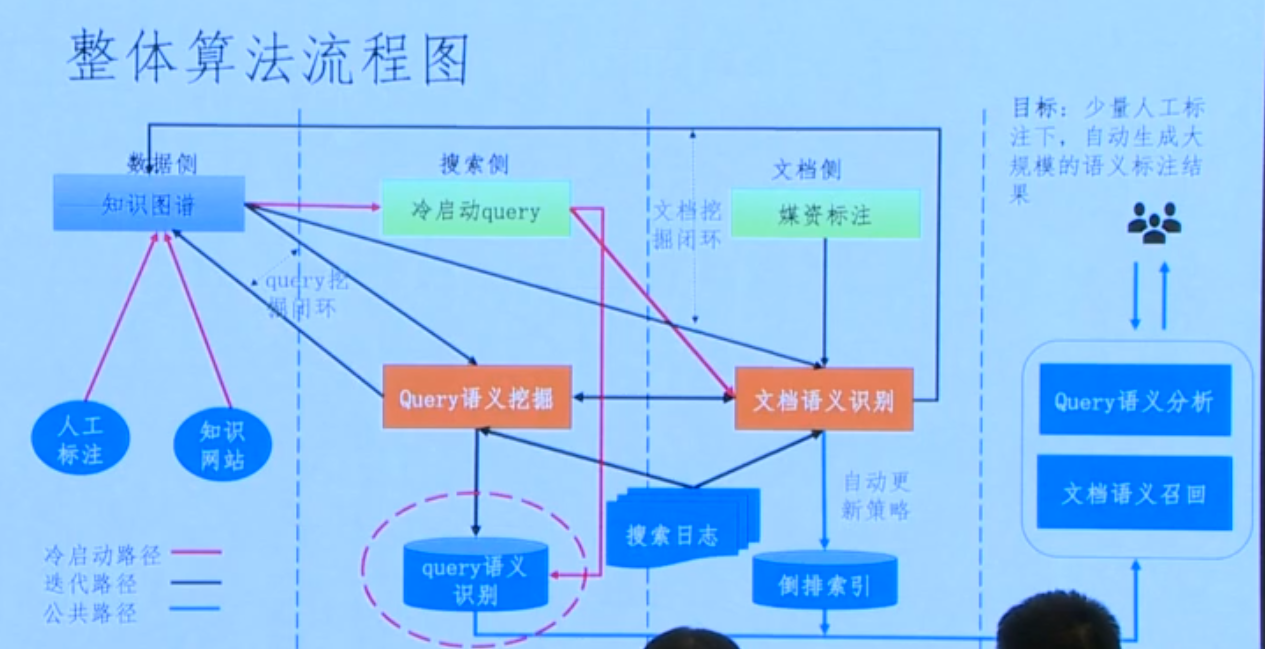 整体算法流程图
目标：少量人工标
注下，自动生成大
规模的语义标注结
果
数据侧
搜索侧
文档侧
知识图谱
冷启动query
媒资标注
文档挖
掘闭环
query挖
掘闭环
Query语义挖掘
文档语义识别
Query语义分析
人工
标注
知识
网站
自动更
新策略
文档语义召回
搜索日志
冷启动路径
迭代路径
公共路径
query语义
识别
倒排索引